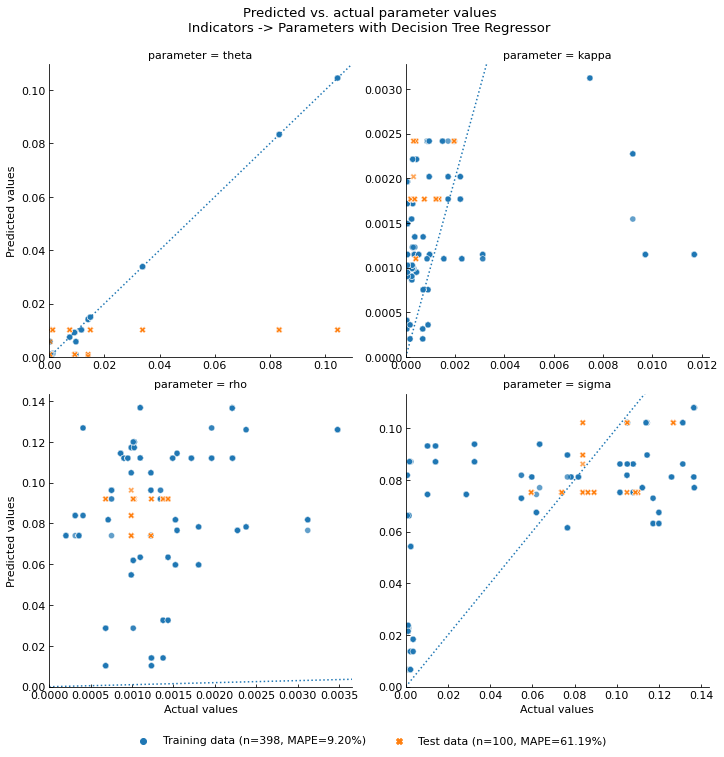 Predicted vs. actual parameter values
Indicators -> Parameters with Decision Tree Regressor
parameter = theta
parameter = kappa
0.10
0.08
0.06
0.04
0.02
0.00
Predicted values
0.00 0.02 0.04 0.06 0.08 0.10
0.0030
0.0025
0.0020
0.0015
0.0010
0.0005
0.0000
0.000 0.002 0.004 0.006 0.008 0.010 0.012
parameter = rho
parameter = sigma
0.14
0.12
0.10
0.08
0.06
0.04
0.02
0.00
Predicted values
0.0000 0.0005 0.0010 0.0015 0.0020 0.0025 0.0030 0.0035
Actual values
0.10
0.08
0.06
0.04
0.02
0.00
0.00 0.02 0.04 0.06 0.08 0.10 0.12 0.14
Actual values
Training data (n=398, MAPE=9.20%)
Test data (n=100, MAPE=61.19%)